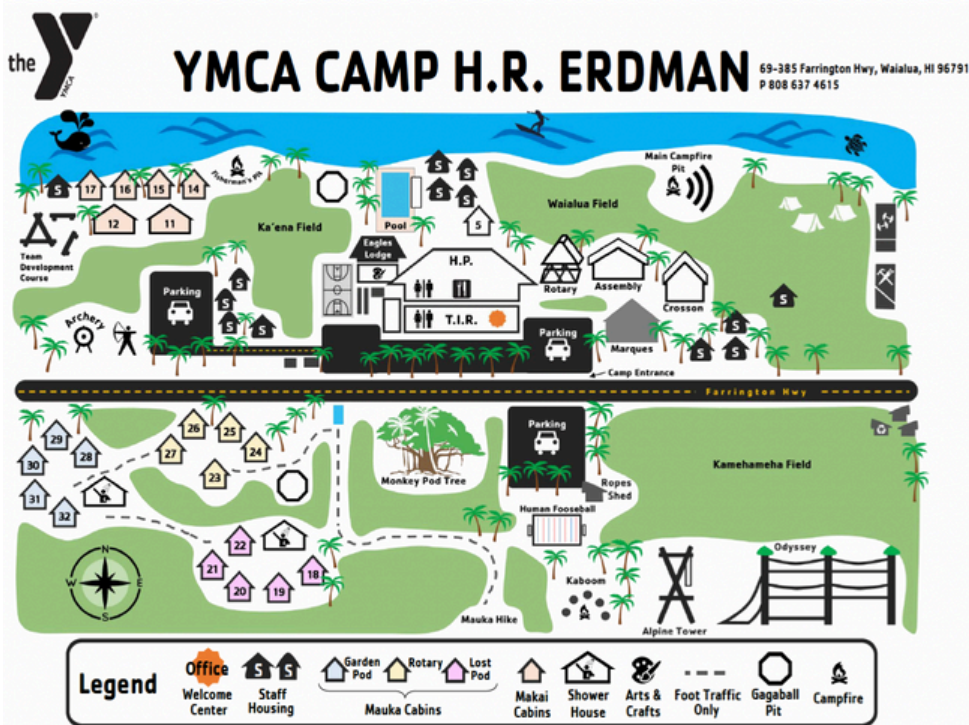 the
YMCA
YMCA CAMP H.R. ERDMAN
69-385 Farrington Hwy, Waialua, HI 96791
P 808 637 4615
Main Campfire
Pit
Fisherman's Pit
S
17
16
15
14
12
11
S
S
S
S
5
Pool
Ka'ena Field
Waialua Field
Team
Development
Course
Eagles
Lodge
H.P.
T.I.R.
Rotary
Assembly
Crosson
S
Parking
S
S
S
S
Archery
Parking
Marques
S
S
S
Camp Entrance
Farrington Hwy
29
28
30
31
32
26
25
27
24
23
Monkey Pod Tree
Parking
Ropes
Shed
Kamehameha Field
Human Fooseball
22
21
20
19
18
N
W
E
S
Mauka Hike
Kaboom
Alpine Tower
Odyssey
Legend
Office
Welcome
Center
S
S
Staff
Housing
Garden
Pod
Rotary
Lost
Pod
Mauka Cabins
Makai
Cabins
Shower
House
Arts &
Crafts
Foot Traffic
Only
Gagaball
Pit
Campfire